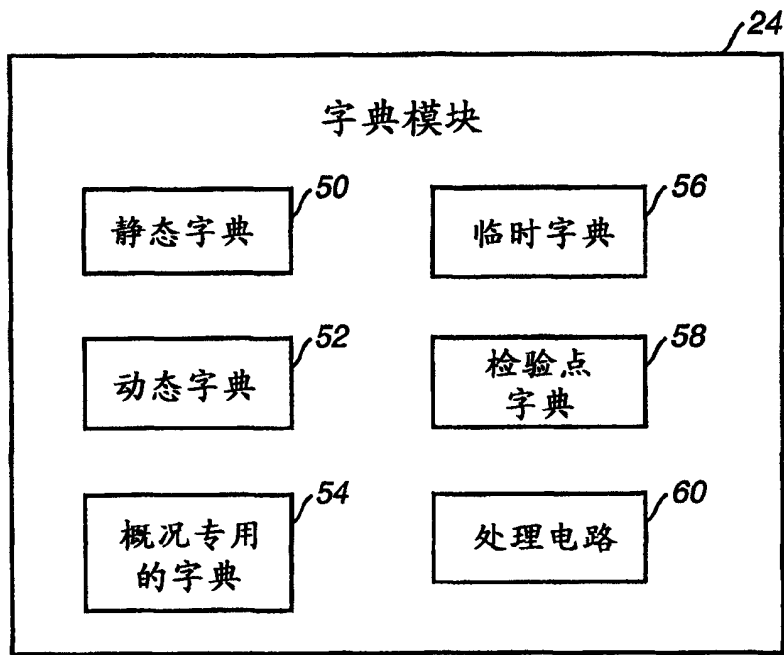 24
字典模块
50
静态字典
56
临时字典
52
动态字典
58
检验点
字典
54
概况专用
的字典
60
处理电路